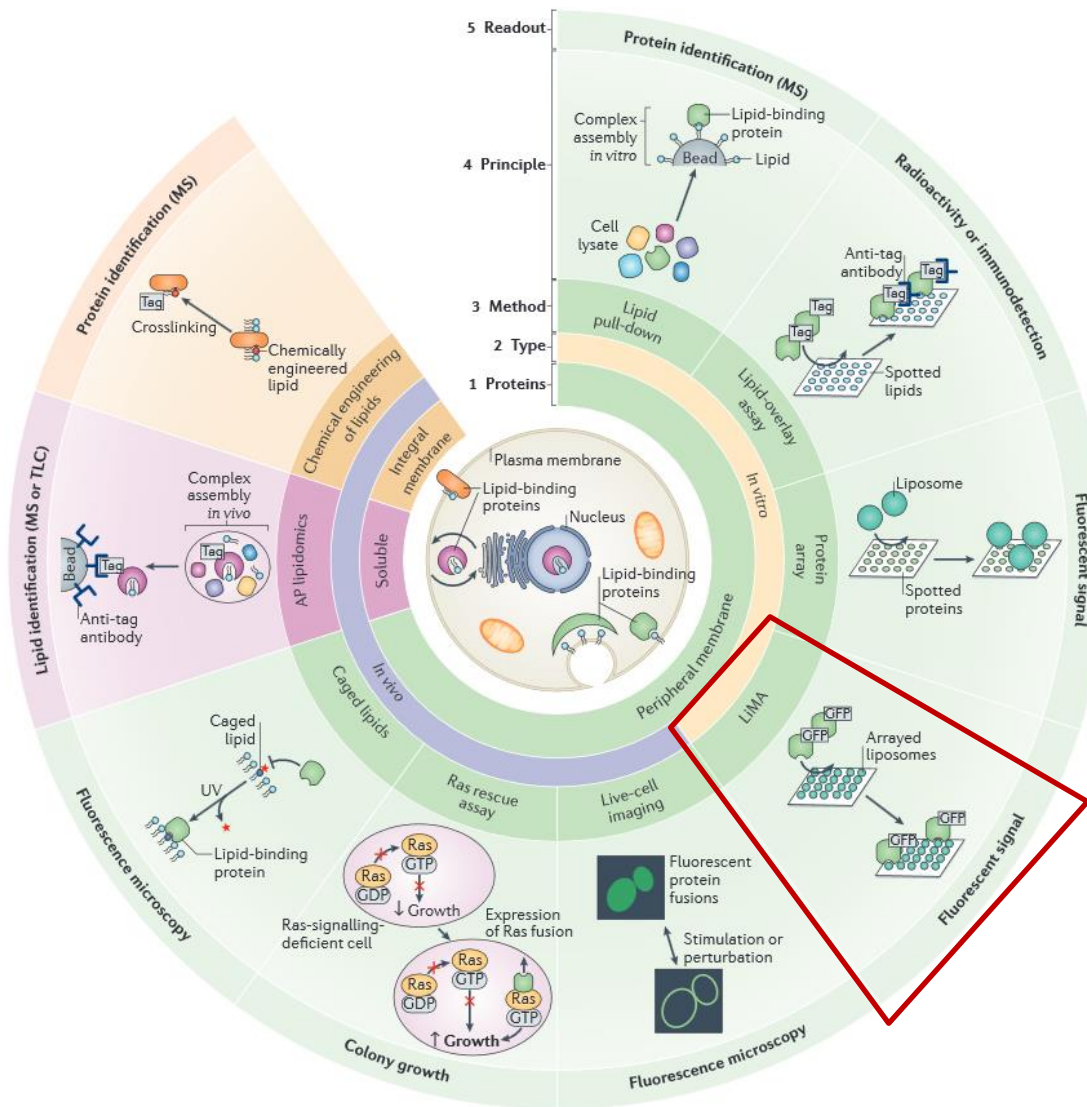 5 Readout
4 Principle
3 Method
2 Type
1 Proteins
Protein identification (MS)
Complex
assembly
in vitro
Lipid-binding
protein
Bead
Lipid
Cell
lysate
Lipid
pull-down
Radioactivity or immunodetection
Anti-tag
antibody
Tag
Tag
Tag
Tag
Spotted
lipids
Lipid-overlay
assay
Fluorescent signal
Liposome
Spotted
proteins
Protein
array
In vitro
Fluorescent signal
GFP
GFP
Arrayed
liposomes
GFP
GFP
LiMA
Peripheral membrane
Fluorescence microscopy
Fluorescent
protein
fusions
Stimulation or
perturbation
Live-cell
imaging
Colony growth
Ras
GTP
Ras
GDP
Growth
Ras-signalling-
deficient cell
Expression
of Ras fusion
Ras
GTP
Ras
GDP
Ras
GTP
Growth
Ras rescue
assay
Fluorescence microscopy
Caged
lipid
UV
Lipid-binding
protein
Caged lipids
In vivo
Lipid identification (MS or TLC)
Complex
assembly
in vivo
Tag
Tag
Bead
Anti-tag
antibody
AP lipidomics
Soluble
Protein identification (MS)
Tag
Crosslinking
Chemically
engineered
lipid
Chemical engineering
of lipids
Integral
membrane
Plasma membrane
Lipid-binding
proteins
Nucleus
Lipid-binding
proteins